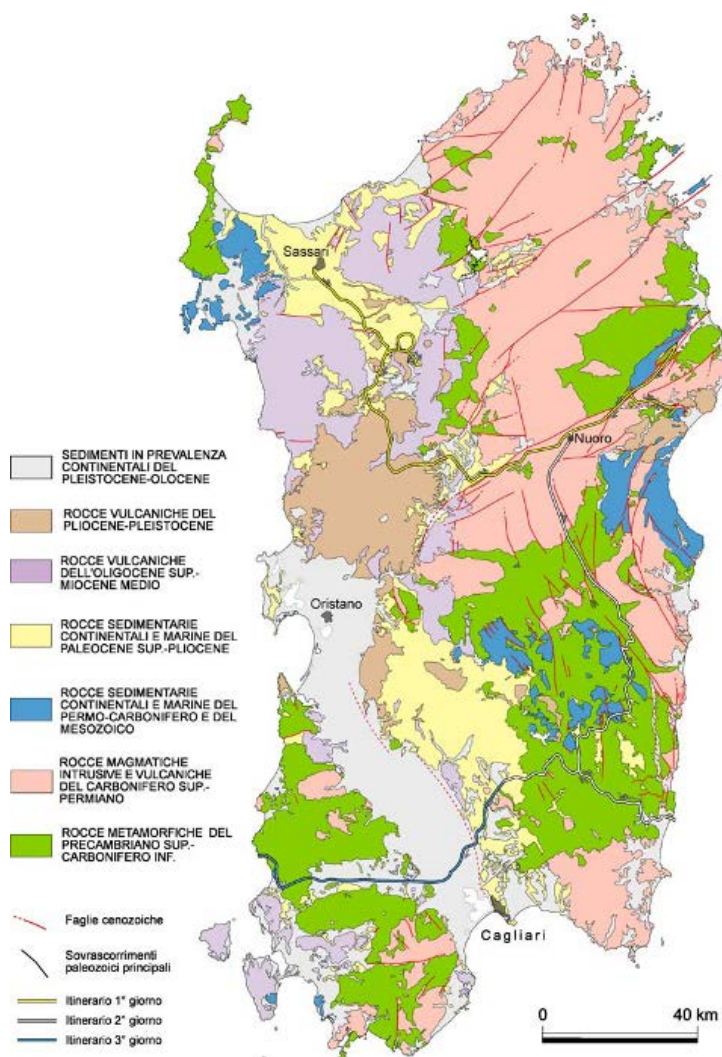 Sassari
Nuoro
Oristano
Cagliari
SEDIMENTI IN PREVALENZA
CONTINENTALI DEL
PLEISTOCENE-OLOCENE
ROCCE VULCANICHE DEL
PLIOCENE-PLEISTOCENE
ROCCE VULCANICHE
DELL'OLIGOCENE SUP.-
MIOCENE MEDIO
ROCCE SEDIMENTARIE
CONTINENTALI E MARINE DEL
PALEOCENE SUP.-PLIOCENE
ROCCE SEDIMENTARIE
CONTINENTALI E MARINE DEL
PERMO-CARBONIFERO E DEL
MESOZOICO
ROCCE MAGMATICHE
INTRUSIVE E VULCANICHE
DEL CARBONIFERO SUP.-
PERMIANO
ROCCE METAMORFICHE DEL
PRECAMBRIANO SUP.-
CARBONIFERO INF.
Faglie cenozoiche
Sovrascorrimenti
paleozoici principali
Itinerario 1° giorno
Itinerario 2° giorno
Itinerario 3° giorno
0 40 km